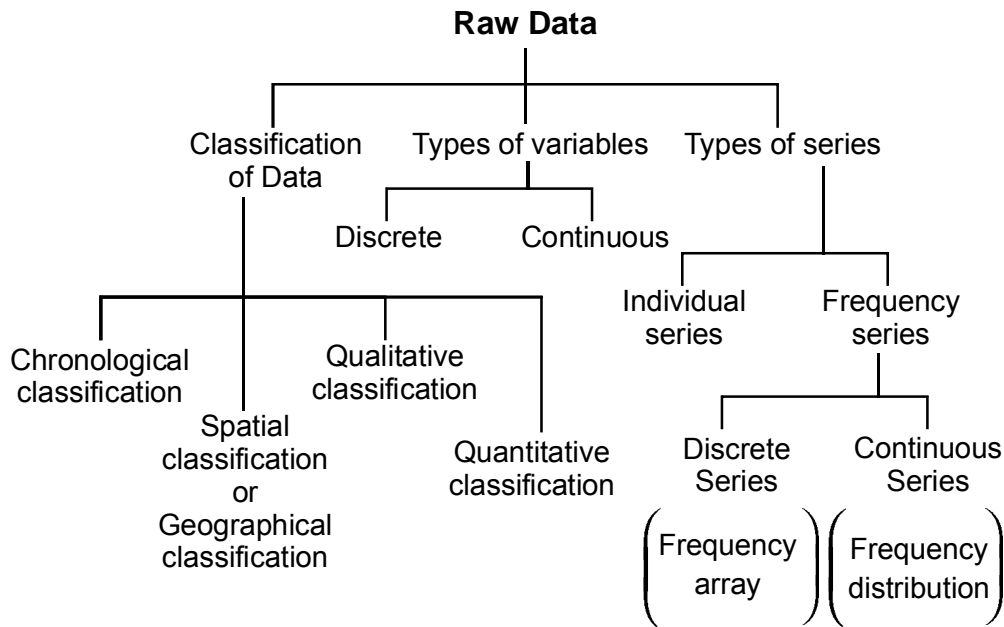 Raw Data
Classification
of Data
Types of variables
Types of series
Discrete
Continuous
Individual
series
Frequency
series
Chronological
classification
Qualitative
classification
Spatial
classification
or
Geographical
classification
Quantitative
classification
Discrete
Series
Continuous
Series
(Frequency
array)
(Frequency
distribution)